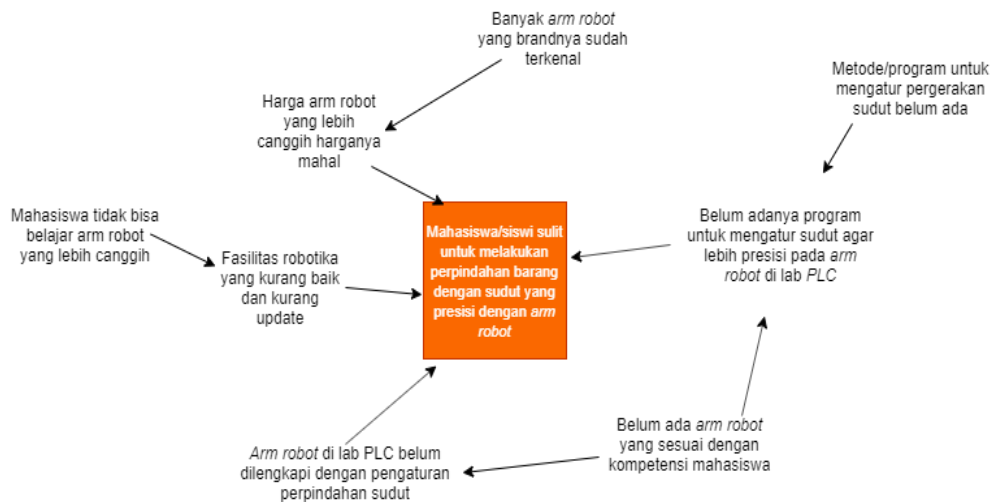 Banyak arm robot
yang brandnya sudah
terkenal
Metode/program untuk
mengatur pergerakan
sudut belum ada
Harga arm robot
yang lebih
canggih harganya
mahal
Mahasiswa tidak bisa
belajar arm robot
yang lebih canggih
Fasilitas robotika
yang kurang baik
dan kurang
update
Mahasiswa/siswi sulit
untuk melakukan
perpindahan barang
dengan sudut yang
presisi dengan arm
robot
Belum adanya program
untuk mengatur sudut agar
lebih presisi pada arm
robot di lab PLC
Arm robot di lab PLC belum
dilengkapi dengan pengaturan
perpindahan sudut
Belum ada arm robot
yang sesuai dengan
kompetensi mahasiswa